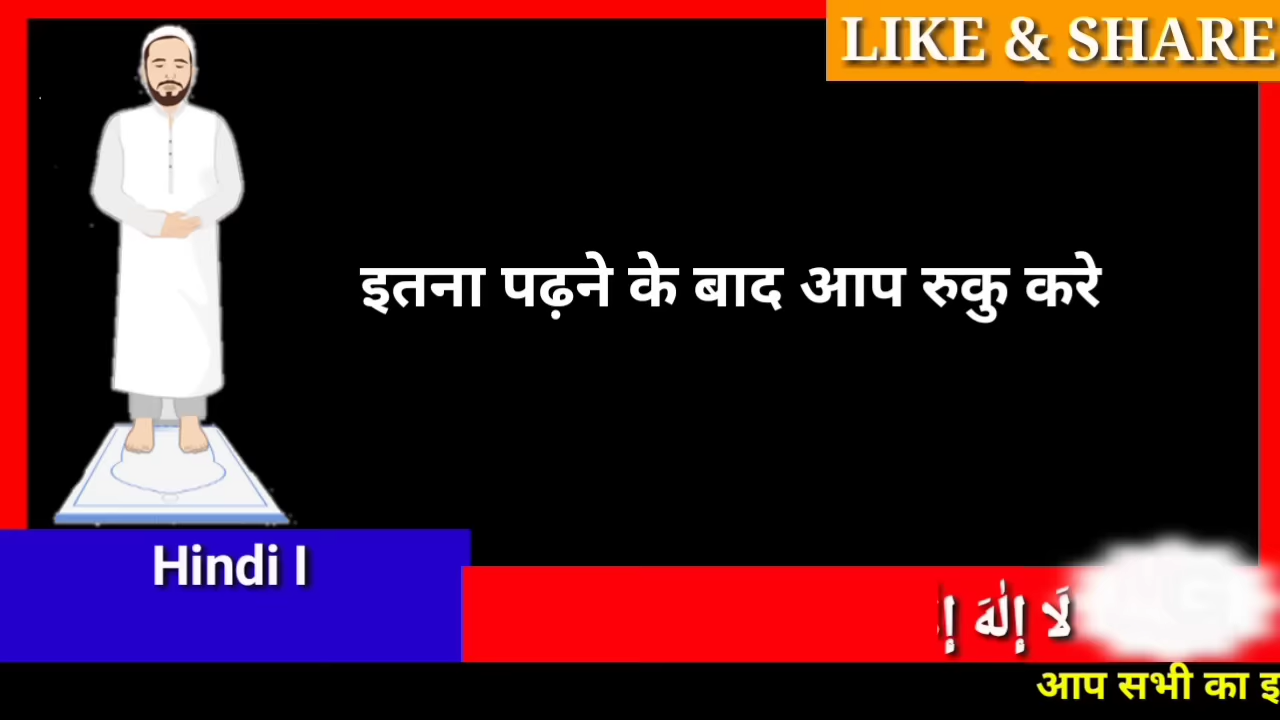 LIKE & SHARE
इतना पढ़ने के बाद आप रुकु करे
Hindi I
لَا إِلٰهَ
आप सभी का